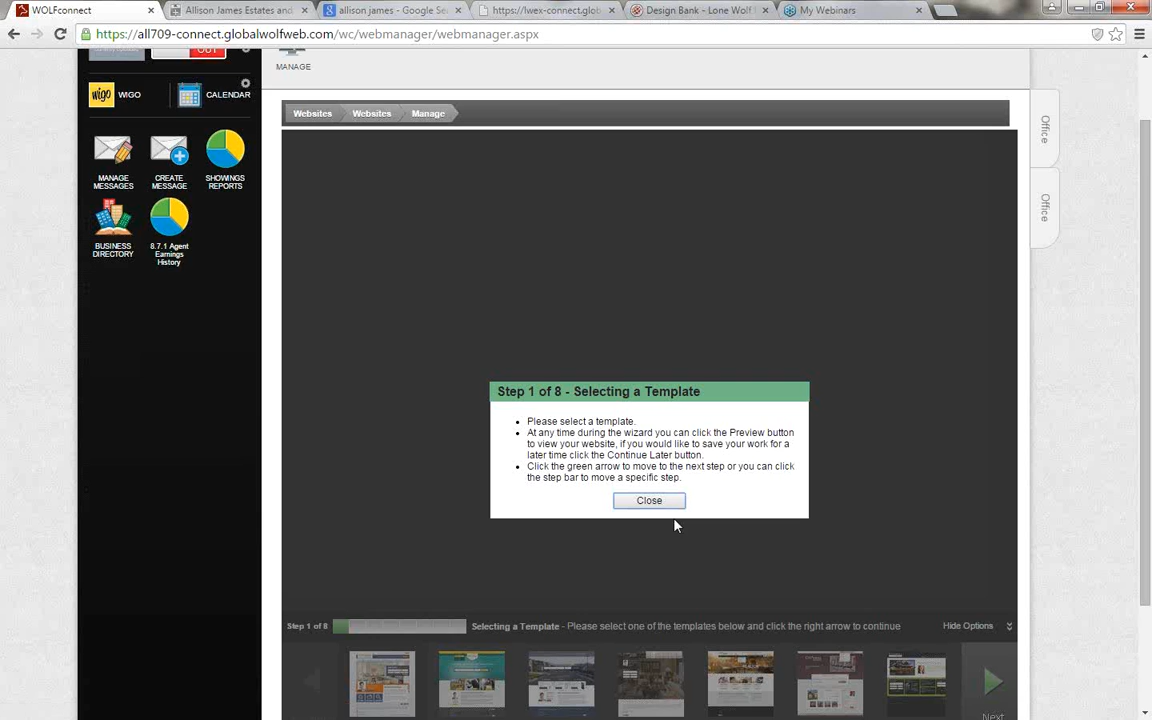 WOLFconnect
Allison James Estates and
allison james - Google Se
https://lwex-connect.glob
Design Bank - Lone Wolf
My Webinars
https://all709-connect.globalwolfweb.com/wc/webmanager/webmanager.aspx
OUT
MANAGE
wigo
WIGO
CALENDAR
Websites
Websites
Manage
Office
Office
MANAGE
MESSAGES
CREATE
MESSAGE
SHOWINGS
REPORTS
BUSINESS
DIRECTORY
8.7.1 Agent
Earnings
History
Step 1 of 8 - Selecting a Template
Please select a template.
At any time during the wizard you can click the Preview button
to view your website, if you would like to save your work for a
later time click the Continue Later button.
Click the green arrow to move to the next step or you can click
the step bar to move a specific step.
Close
Step 1 of 8
Selecting a Template - Please select one of the templates below and click the right arrow to continue
Hide Options
Next